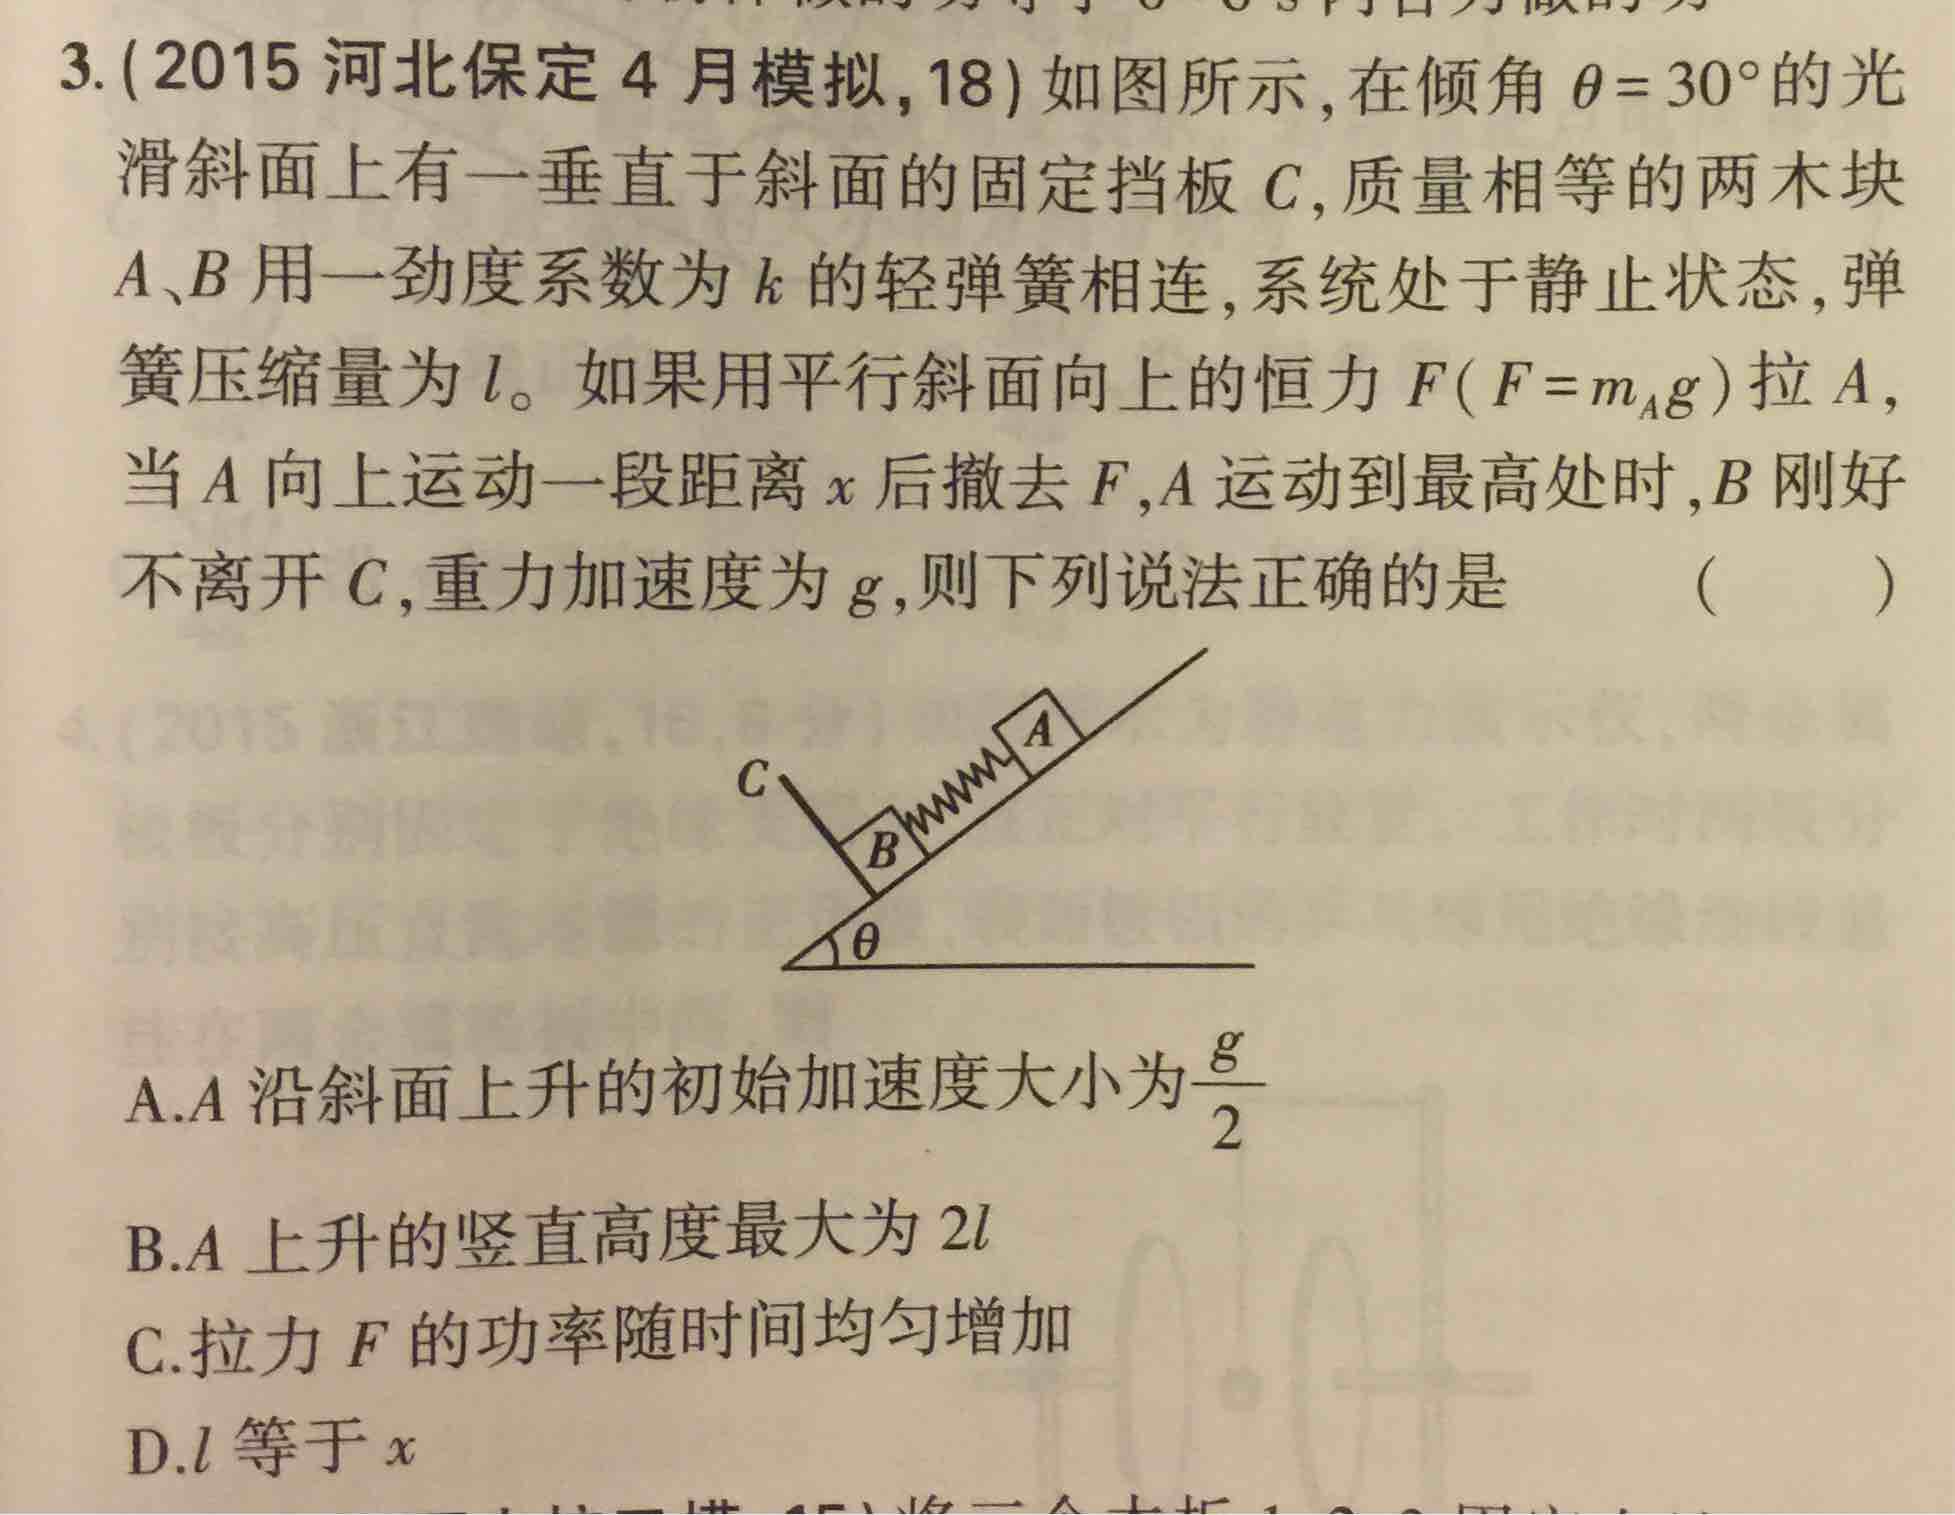 3.(2015 河北保定 4 月模拟,18)如图所示,在倾角 θ=30°的光
滑斜面上有一垂直于斜面的固定挡板 C,质量相等的两木块
A、B 用一劲度系数为 k 的轻弹簧相连,系统处于静止状态,弹
簧压缩量为 l。如果用平行斜面向上的恒力 F(F=m_Ag)拉 A,
当 A 向上运动一段距离 x 后撤去 F,A 运动到最高处时,B 刚好
不离开 C,重力加速度为 g,则下列说法正确的是 ( )
A
C
B
θ
A.A 沿斜面上升的初始加速度大小为 g/2
B.A 上升的竖直高度最大为 2l
C.拉力 F 的功率随时间均匀增加
D.l 等于 x